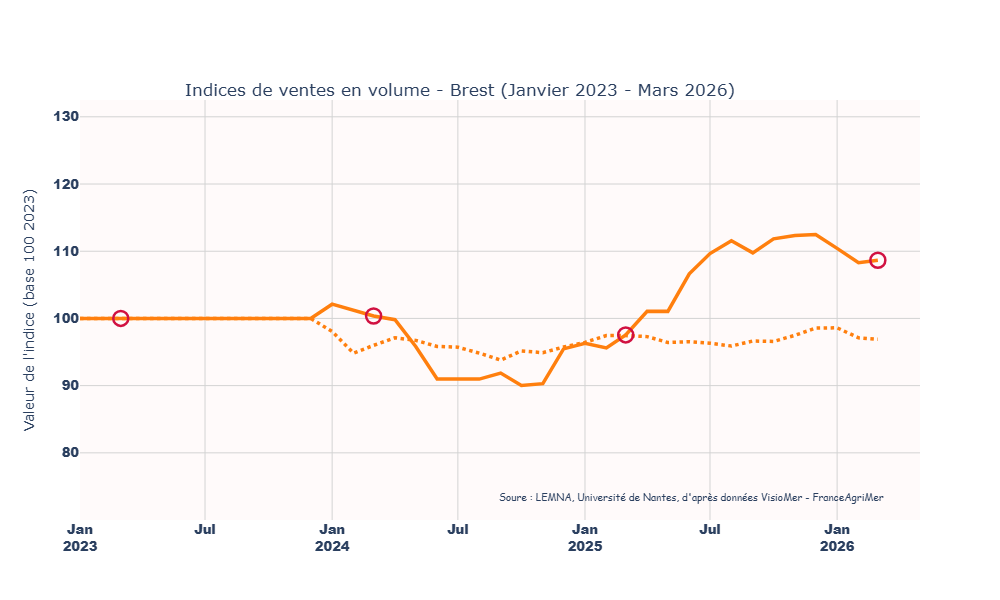 Indices de ventes en volume - Brest (Janvier 2023 - Mars 2026)
Valeur de l'indice (base 100 2023)
130
120
110
100
90
80
Soure : LEMNA, Université de Nantes, d'après données VisioMer - FranceAgriMer
Jan Jul Jan Jul Jan Jul Jan
2023 2024 2025 2026